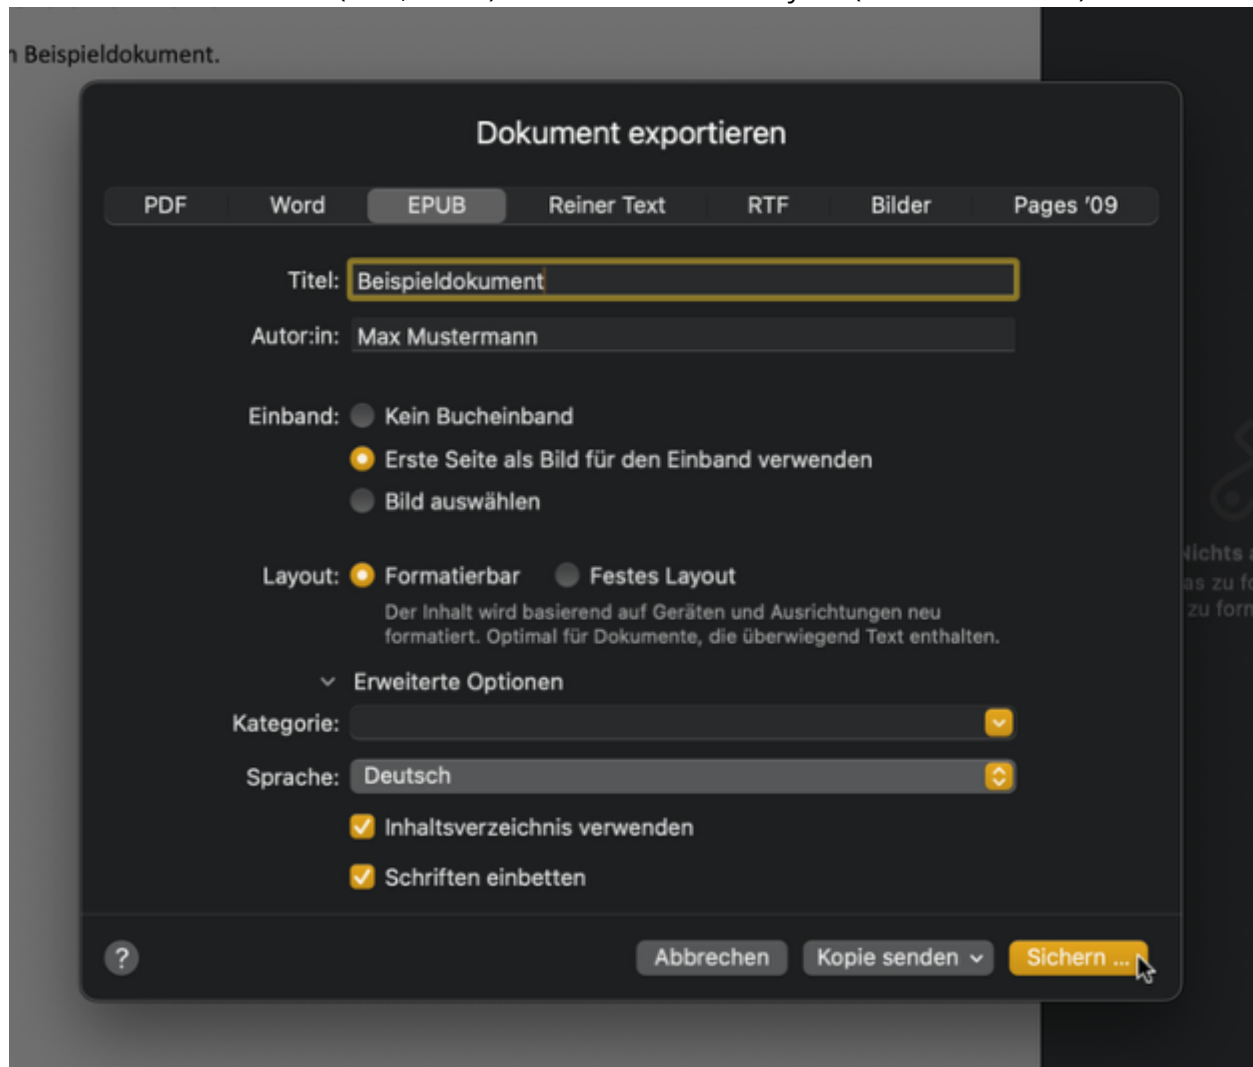 Beispieldokument.
Dokument exportieren
PDF Word EPUB Reiner Text RTF Bilder Pages '09
Titel: Beispieldokument
Autor:in: Max Mustermann
Einband: Kein Bucheinband
Erste Seite als Bild für den Einband verwenden
Bild auswählen
Layout: Formatierbar Festes Layout
Der Inhalt wird basierend auf Geräten und Ausrichtungen neu
formatiert. Optimal für Dokumente, die überwiegend Text enthalten.
Nichts
zu
zu
Erweiterte Optionen
Kategorie:
Sprache: Deutsch
Inhaltsverzeichnis verwenden
Schriften einbetten
? Abbrechen Kopie senden Sichern ...